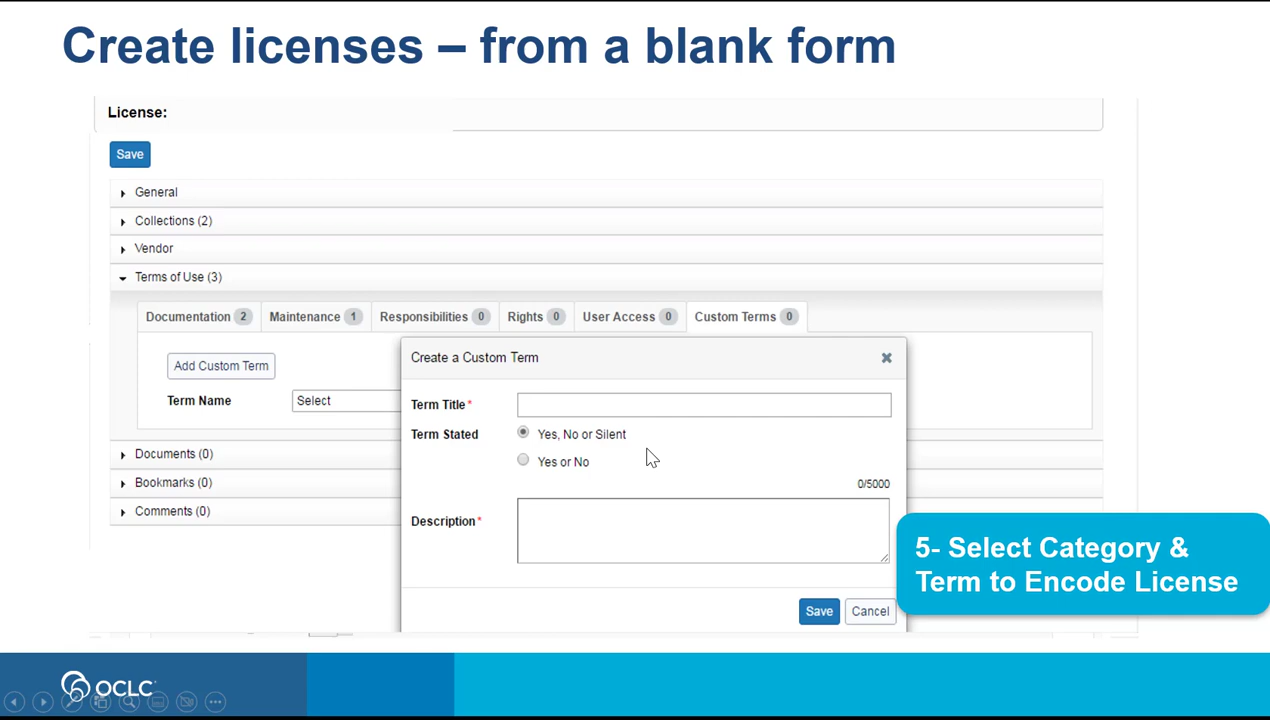 Create licenses – from a blank form
License:
Save
General
Collections (2)
Vendor
Terms of Use (3)
Documentation 2 Maintenance 1 Responsibilities 0 Rights 0 User Access 0 Custom Terms 0
Add Custom Term
Term Name Select
Create a Custom Term
Term Title*
Term Stated Yes, No or Silent
Yes or No
0/5000
Description*
Save Cancel
Documents (0)
Bookmarks (0)
Comments (0)
5- Select Category &
Term to Encode License
OCLC